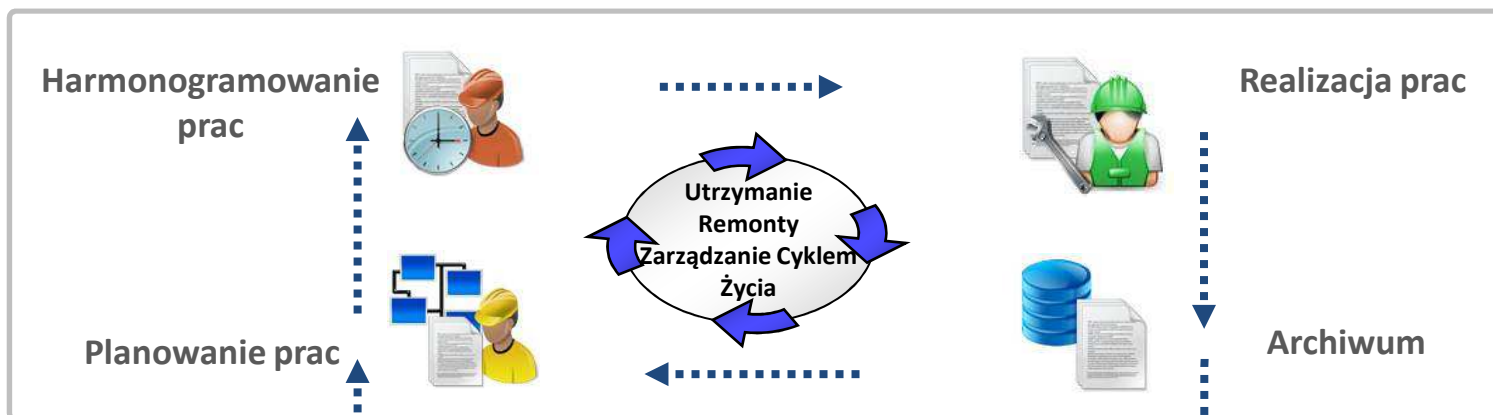 Harmonogramowanie
prac
Realizacja prac
Utrzymanie
Remonty
Zarządzanie Cyklem
Życia
Planowanie prac
Archiwum